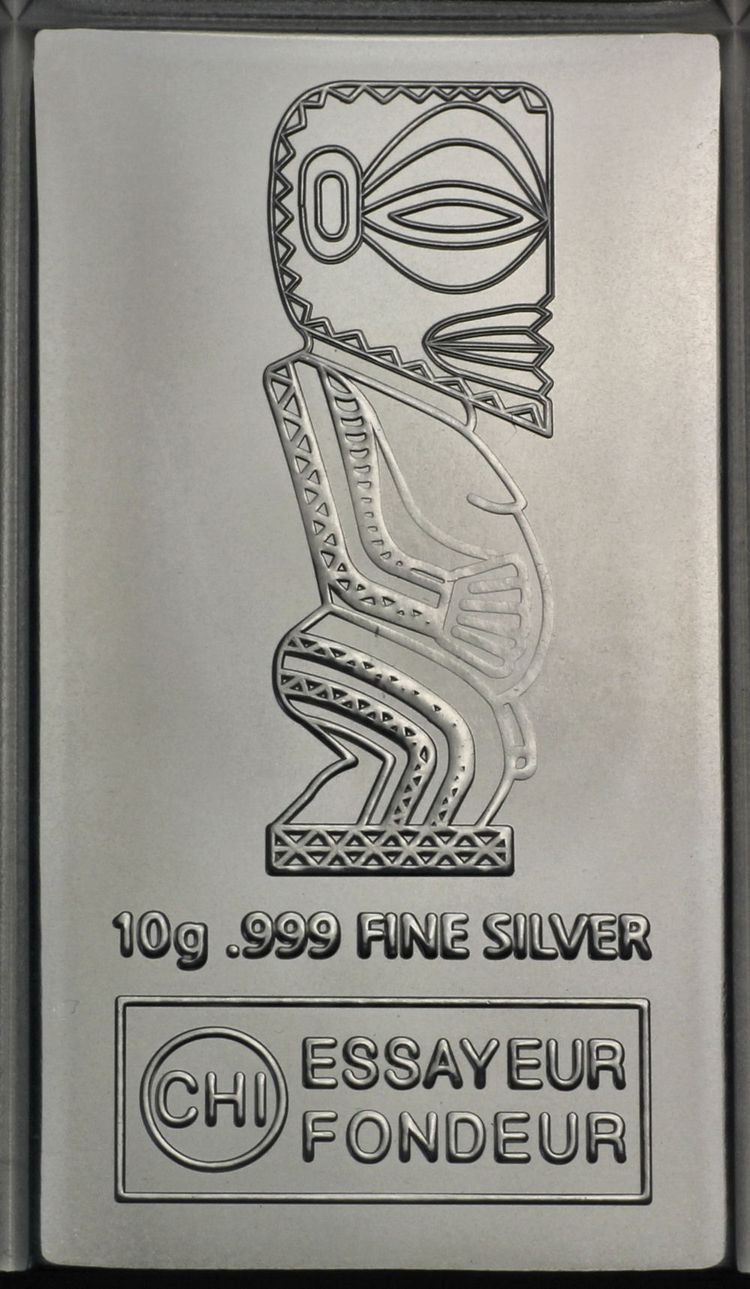 10g .999 FINE SILVER
CHI
ESSAYEUR
FONDEUR